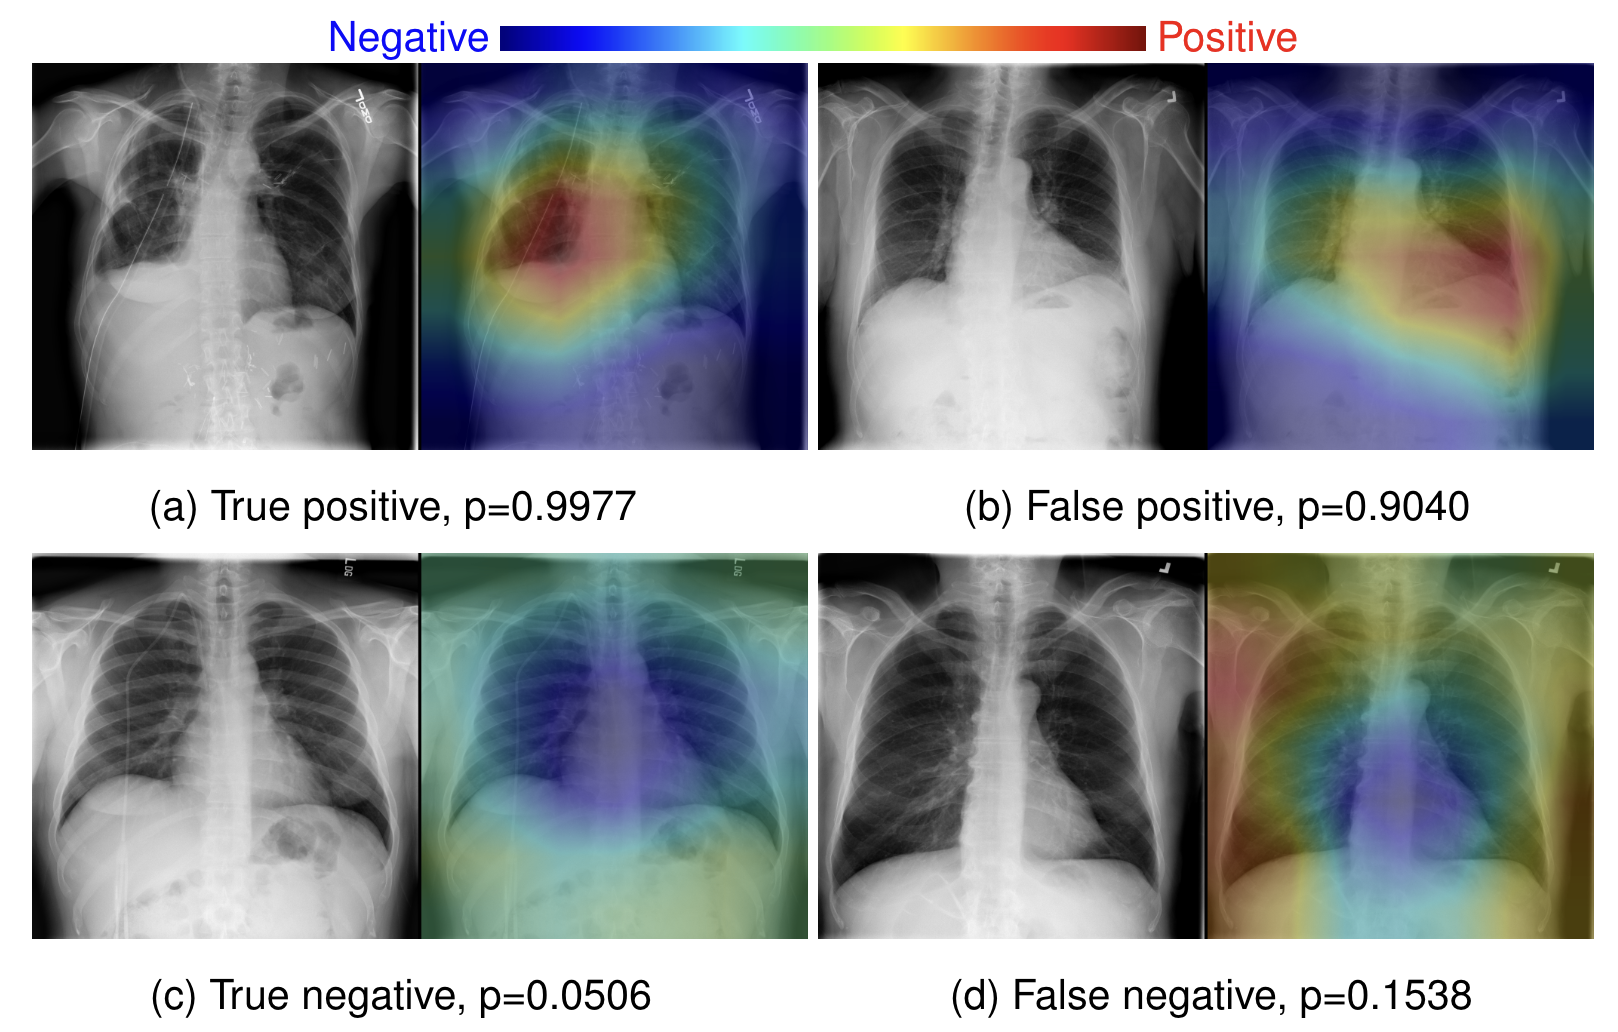 Negative Positive
(a) True positive, p=0.9977
(b) False positive, p=0.9040
L
(c) True negative, p=0.0506
(d) False negative, p=0.1538
L